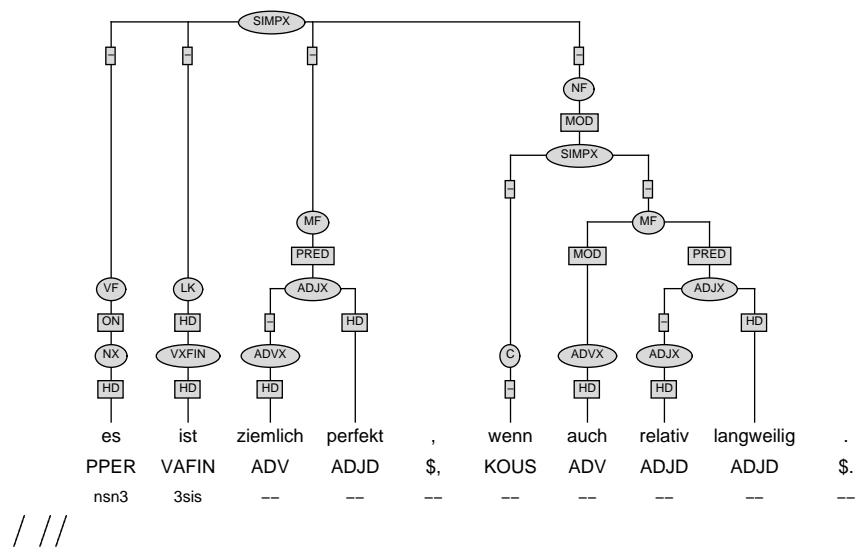 SIMPX
– – – –
NF
MOD
SIMPX
– –
MF MF
PRED MOD PRED
VF LK ADJX ADJX
ON HD – HD – HD
NX VXFIN ADVX C ADVX ADJX
HD HD HD – HD HD
es ist ziemlich perfekt , wenn auch relativ langweilig .
PPER VAFIN ADV ADJD $, KOUS ADV ADJD ADJD $.
nsn3 3sis –– –– –– –– –– –– –– ––
/ //